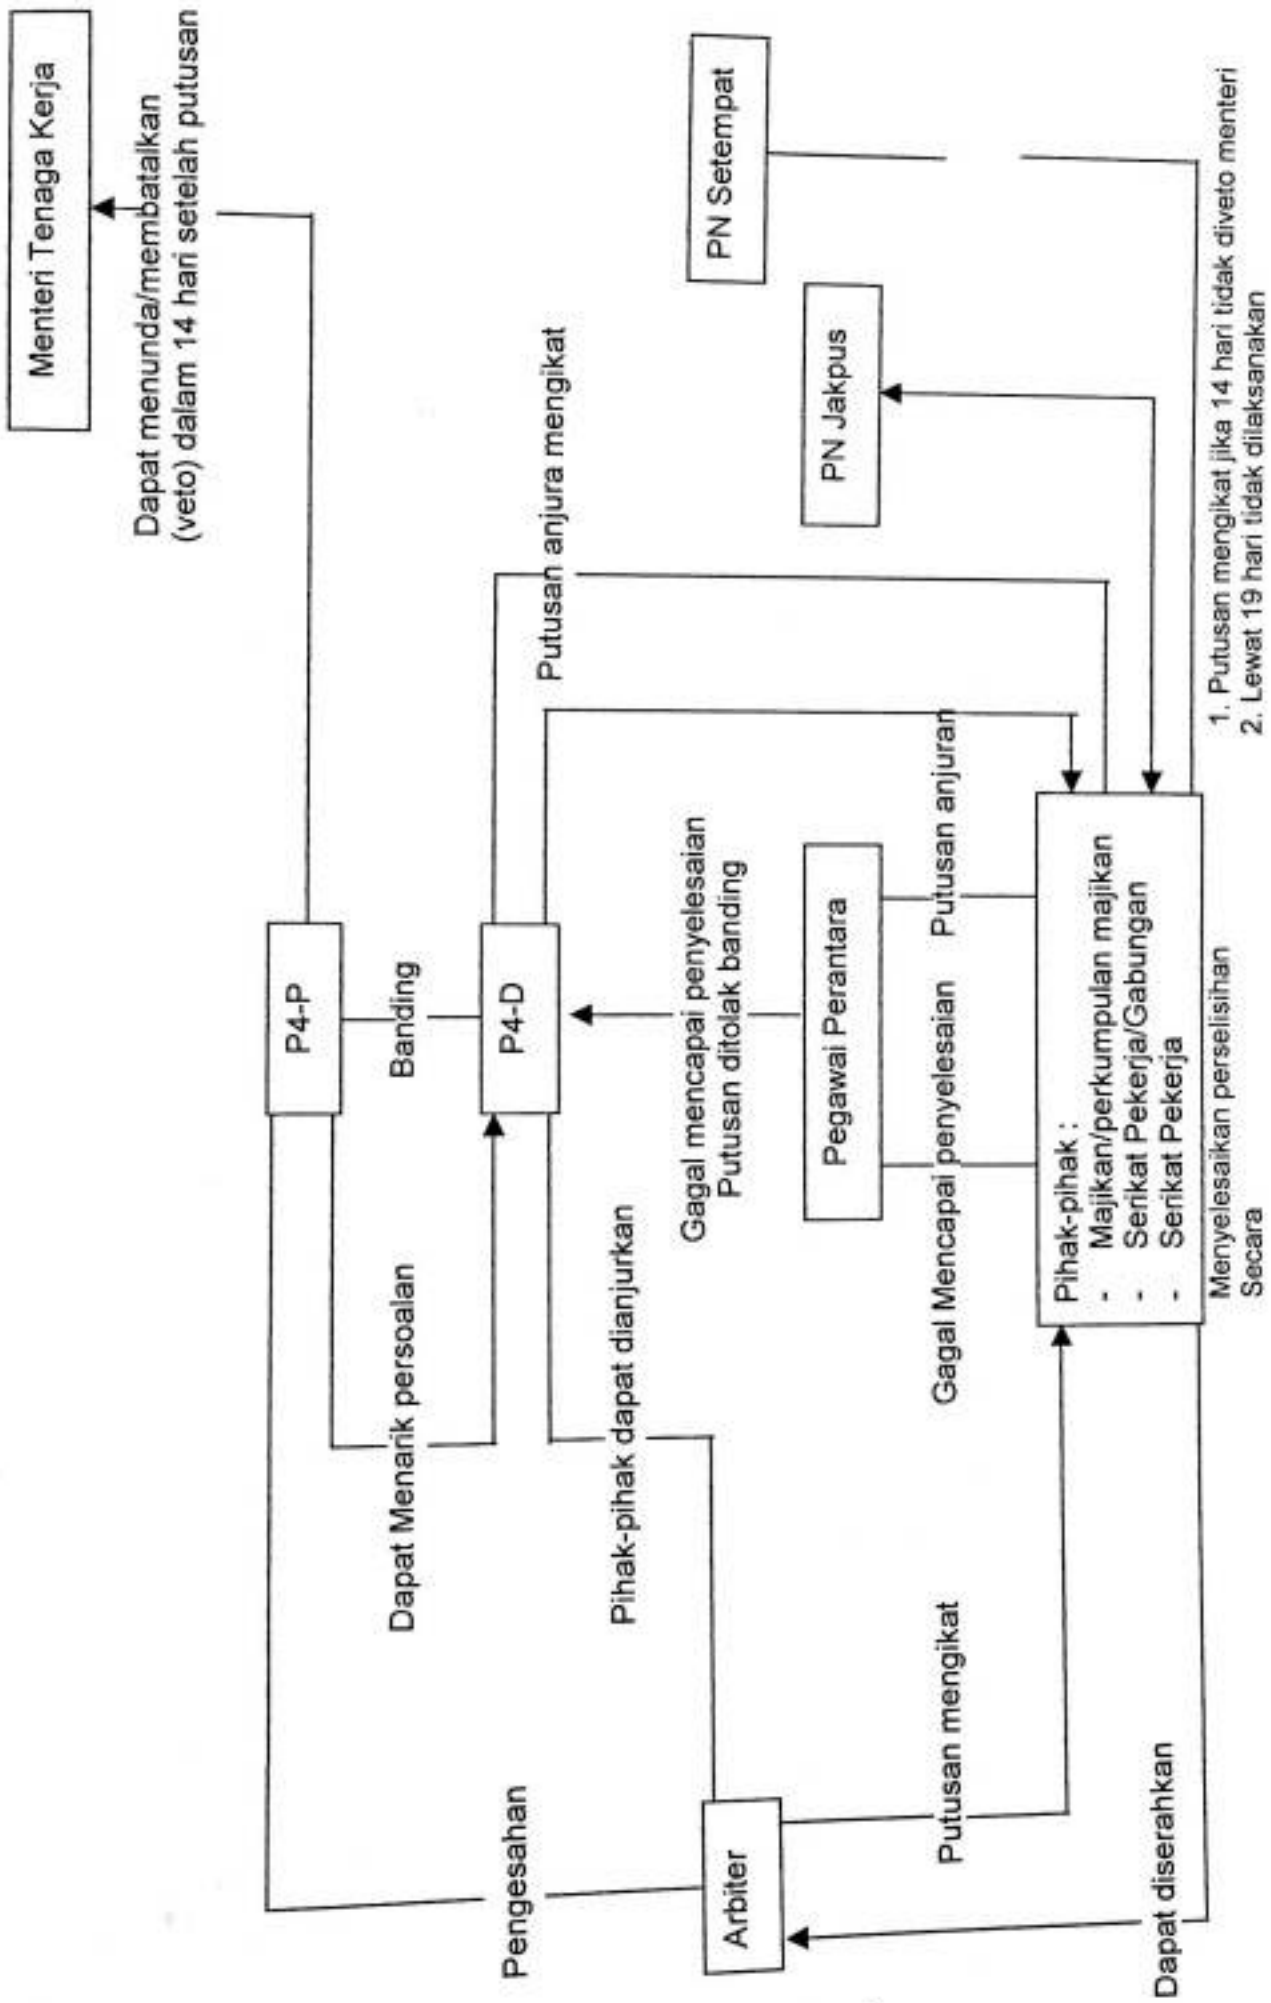 Menteri Tenaga Kerja
Dapat menunda/membatalkan
(veto) dalam 14 hari setelah putusan
P4-P
Banding
Dapat Menarik persoalan
Pengesahan
P4-D
Putusan anjura mengikat
Pihak-pihak dapat dianjurkan
Gagal mencapai penyelesaian
Putusan ditolak banding
PN Setempat
PN Jakpus
Arbiter
Pegawai Perantara
Putusan mengikat
Gagal Mencapai penyelesaian
Putusan anjuran
Pihak-pihak :
- Majikan/perkumpulan majikan
- Serikat Pekerja/Gabungan
- Serikat Pekerja
Dapat diserahkan
Menyelesaikan perselisihan
Secara
1. Putusan mengikat jika 14 hari tidak diveto menteri
2. Lewat 19 hari tidak dilaksanakan